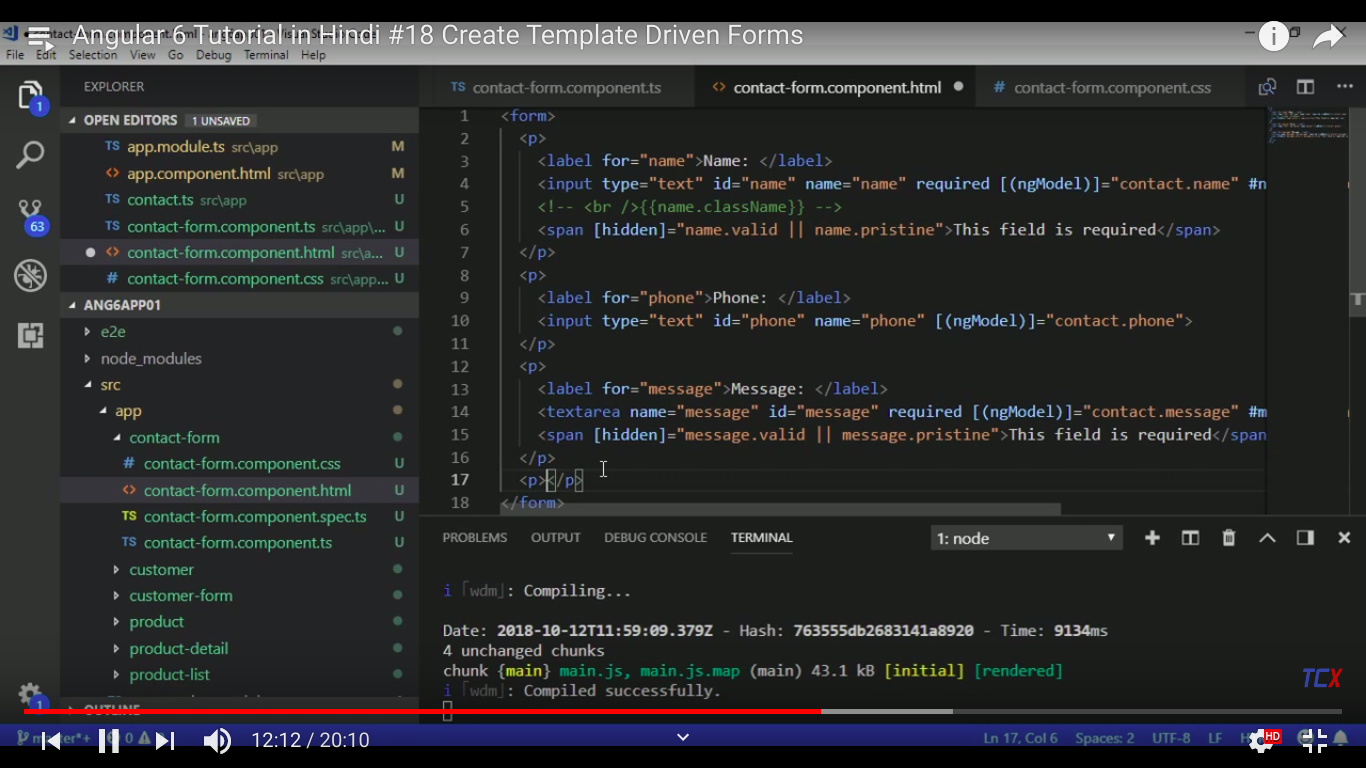 Angular 6 Tutorial in Hindi #18 Create Template Driven Forms
File Edit Selection View Go Debug Terminal Help
EXPLORER
OPEN EDITORS 1 UNSAVED
TS app.module.ts src\app M
<> app.component.html src\app M
TS contact.ts src\app U
TS contact-form.component.ts src\app\... U
<> contact-form.component.html src\a... U
# contact-form.component.css src\app... U
ANG6APP01
e2e
node_modules
src
app
contact-form
# contact-form.component.css U
<> contact-form.component.html U
TS contact-form.component.spec.ts U
TS contact-form.component.ts U
customer
customer-form
product
product-detail
product-list
OUTLINE
1
63
1
TS contact-form.component.ts <> contact-form.component.html # contact-form.component.css
1 <form>
2 <p>
3 <label for="name">Name: </label>
4 <input type="text" id="name" name="name" required [(ngModel)]="contact.name" #n
5 <!-- <br />{{name.className}} -->
6 <span [hidden]="name.valid || name.pristine">This field is required</span>
7 </p>
8 <p>
9 <label for="phone">Phone: </label>
10 <input type="text" id="phone" name="phone" [(ngModel)]="contact.phone">
11 </p>
12 <p>
13 <label for="message">Message: </label>
14 <textarea name="message" id="message" required [(ngModel)]="contact.message" #m
15 <span [hidden]="message.valid || message.pristine">This field is required</span
16 </p>
17 <p></p>
18 </form>
PROBLEMS OUTPUT DEBUG CONSOLE TERMINAL 1: node
i ｢wdm｣: Compiling...
Date: 2018-10-12T11:59:09.379Z - Hash: 763555db2683141a8920 - Time: 9134ms
4 unchanged chunks
chunk {main} main.js, main.js.map (main) 43.1 kB [initial] [rendered]
i ｢wdm｣: Compiled successfully.
TCX
12:12 / 20:10
0
Ln 17, Col 6 Spaces: 2 UTF-8 LF
HD